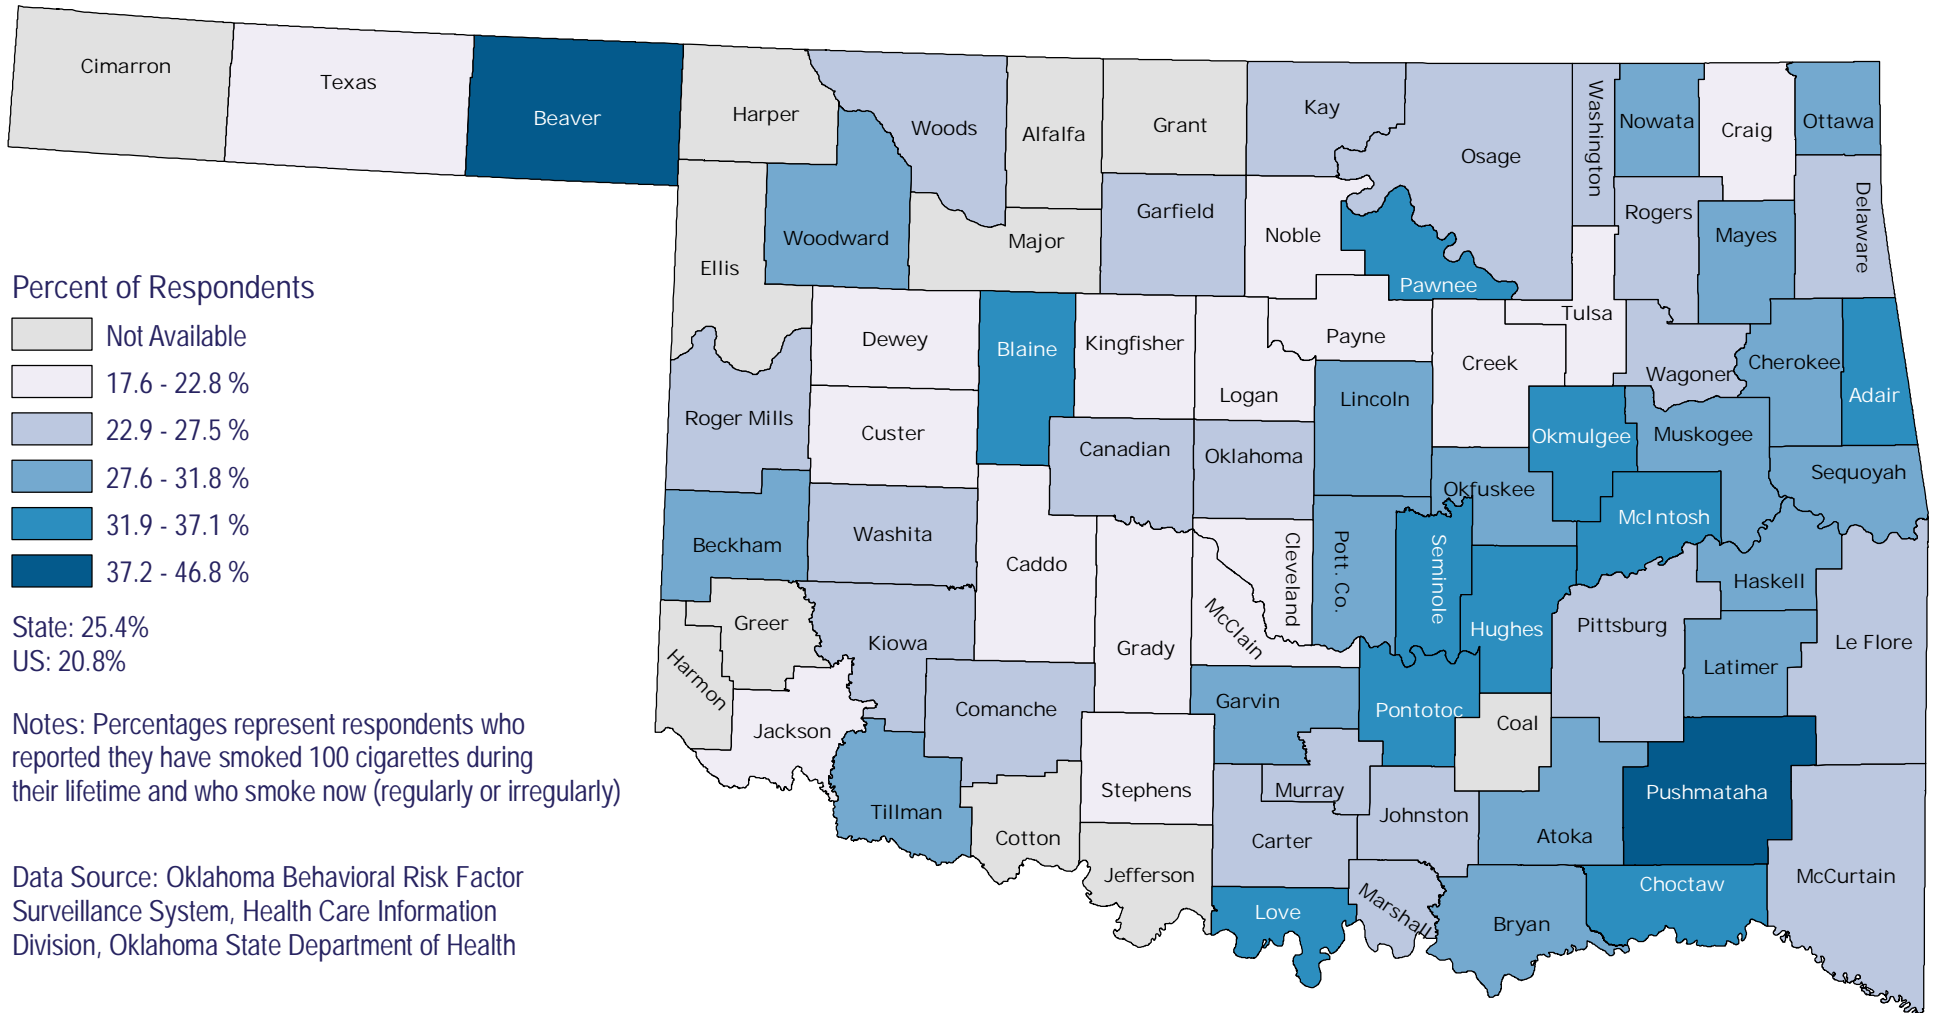 Cimarron
Texas
Beaver
Harper
Woods
Alfalfa
Grant
Kay
Osage
Washington
Nowata
Craig
Ottawa
Delaware
Ellis
Woodward
Major
Garfield
Noble
Pawnee
Rogers
Mayes
Percent of Respondents
Not Available
17.6 - 22.8 %
22.9 - 27.5 %
27.6 - 31.8 %
31.9 - 37.1 %
37.2 - 46.8 %
State: 25.4%
US: 20.8%
Notes: Percentages represent respondents who
reported they have smoked 100 cigarettes during
their lifetime and who smoke now (regularly or irregularly)
Data Source: Oklahoma Behavioral Risk Factor
Surveillance System, Health Care Information
Division, Oklahoma State Department of Health
Dewey
Blaine
Kingfisher
Logan
Payne
Creek
Tulsa
Wagoner
Cherokee
Adair
Roger Mills
Custer
Canadian
Oklahoma
Lincoln
Okmulgee
Muskogee
Sequoyah
Beckham
Washita
Caddo
Grady
McClain
Cleveland
Pott. Co.
Seminole
Okfuskee
McIntosh
Hughes
Pittsburg
Haskell
Latimer
Le Flore
Harmon
Greer
Kiowa
Jackson
Comanche
Tillman
Cotton
Stephens
Jefferson
Garvin
Murray
Carter
Love
Pontotoc
Johnston
Marshall
Coal
Atoka
Bryan
Pushmataha
Choctaw
McCurtain